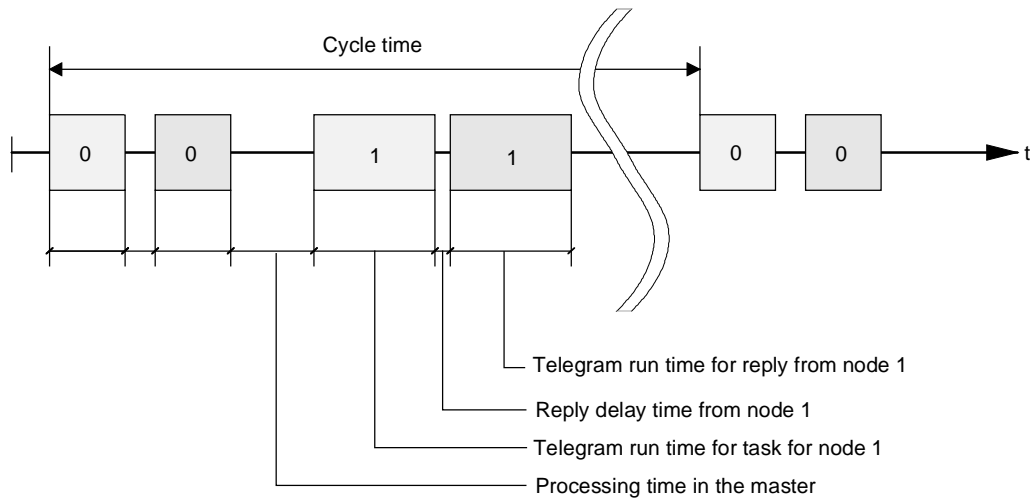 Cycle time
0 0 1 1 0 0 t
Telegram run time for reply from node 1
Reply delay time from node 1
Telegram run time for task for node 1
Processing time in the master